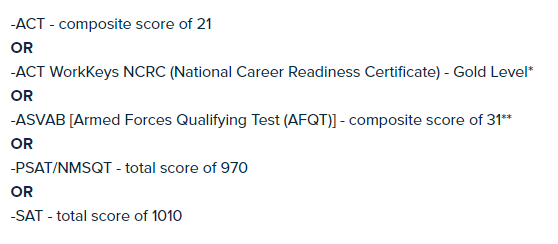 -ACT - composite score of 21
OR
-ACT WorkKeys NCRC (National Career Readiness Certificate) - Gold Level*
OR
-ASVAB [Armed Forces Qualifying Test (AFQT)] - composite score of 31**
OR
-PSAT/NMSQT - total score of 970
OR
-SAT - total score of 1010